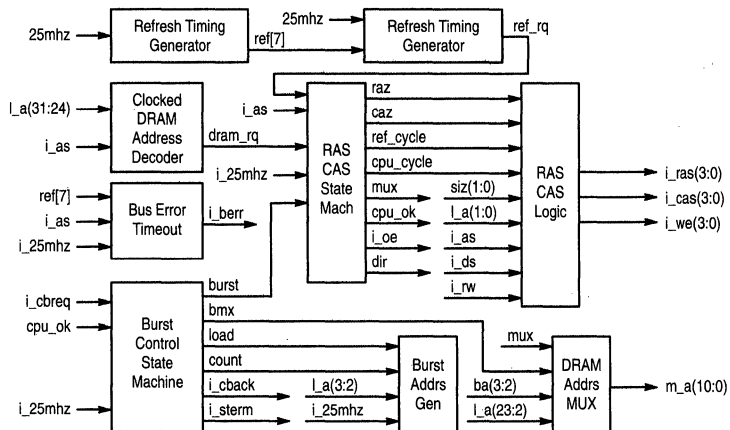 25mhz
Refresh Timing
Generator
ref[7]
25mhz
Refresh Timing
Generator
ref_rq
l_a(31:24)
i_as
Clocked
DRAM
Address
Decoder
dram_rq
i_as
i_25mhz
RAS
CAS
State
Mach
raz
caz
ref_cycle
cpu_cycle
mux
cpu_ok
i_oe
dir
siz(1:0)
l_a(1:0)
i_as
i_ds
i_rw
RAS
CAS
Logic
i_ras(3:0)
i_cas(3:0)
i_we(3:0)
ref[7]
i_as
i_25mhz
Bus Error
Timeout
i_berr
i_cbreq
cpu_ok
i_25mhz
Burst
Control
State
Machine
burst
bmx
load
count
i_cback
i_sterm
l_a(3:2)
i_25mhz
Burst
Addrs
Gen
mux
ba(3:2)
l_a(23:2)
DRAM
Addrs
MUX
m_a(10:0)